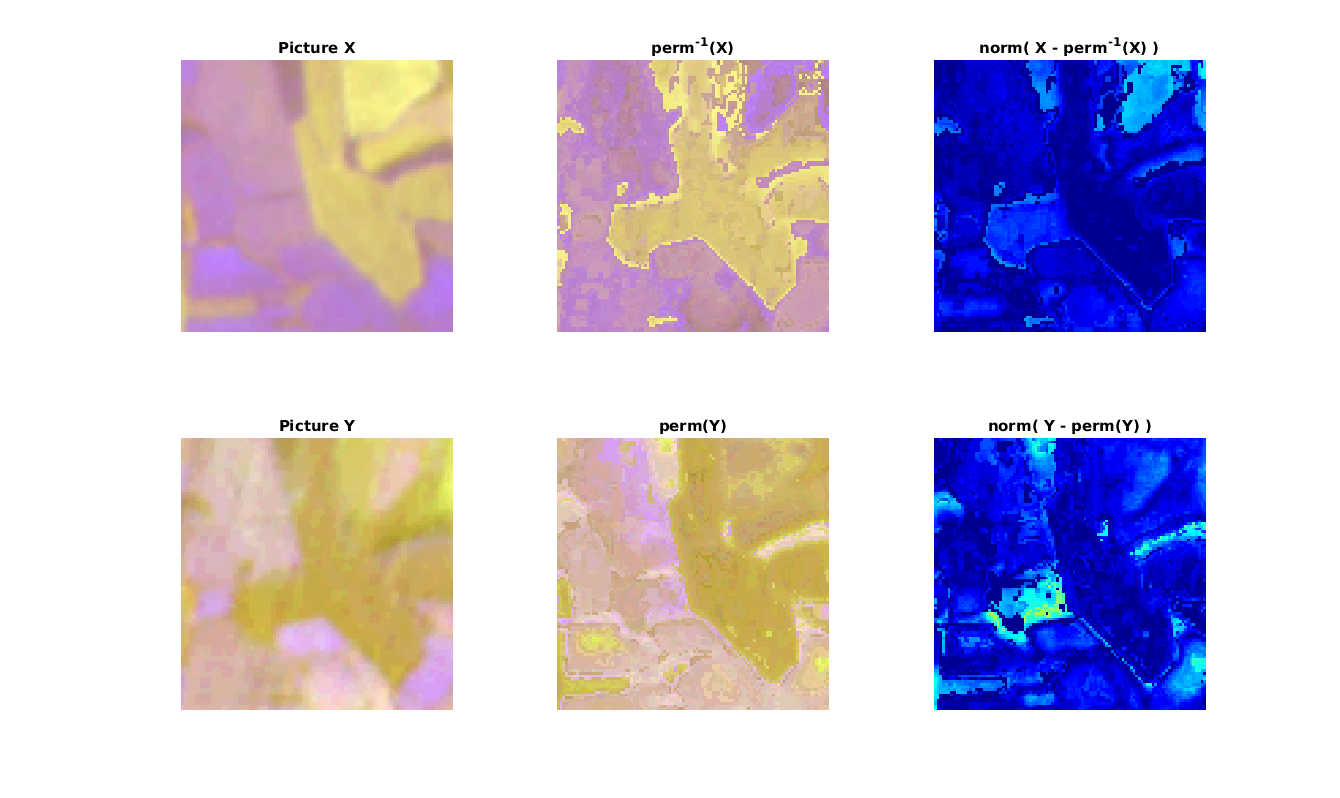 Picture X
perm⁻¹(X)
norm( X - perm⁻¹(X) )
Picture Y
perm(Y)
norm( Y - perm(Y) )